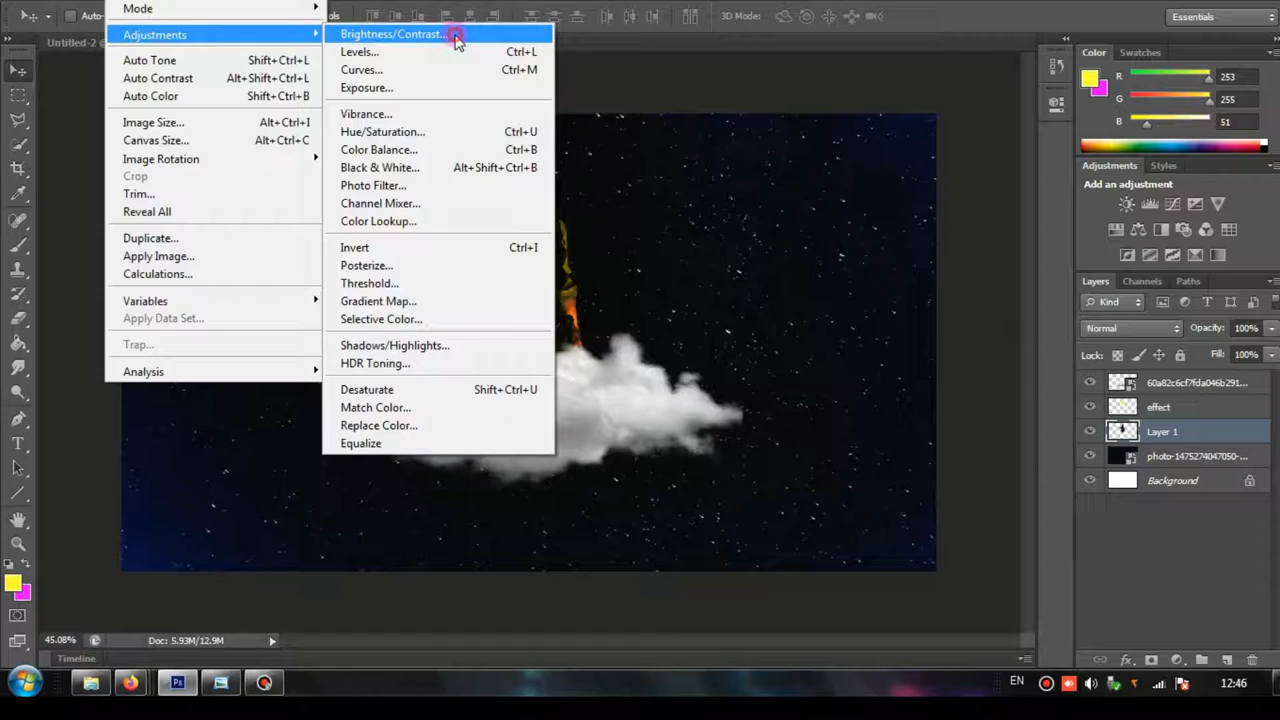 Mode
Auto-
ols
3D Mode:
Essentials
Untitled-2 @
Adjustments
Brightness/Contrast...
Levels... Ctrl+L
Curves... Ctrl+M
Exposure...
Vibrance...
Hue/Saturation... Ctrl+U
Color Balance... Ctrl+B
Black & White... Alt+Shift+Ctrl+B
Photo Filter...
Channel Mixer...
Color Lookup...
Invert Ctrl+I
Posterize...
Threshold...
Gradient Map...
Selective Color...
Shadows/Highlights...
HDR Toning...
Desaturate Shift+Ctrl+U
Match Color...
Replace Color...
Equalize
Auto Tone Shift+Ctrl+L
Auto Contrast Alt+Shift+Ctrl+L
Auto Color Shift+Ctrl+B
Image Size... Alt+Ctrl+I
Canvas Size... Alt+Ctrl+C
Image Rotation
Crop
Trim...
Reveal All
Duplicate...
Apply Image...
Calculations...
Variables
Apply Data Set...
Trap...
Analysis
Color Swatches
R 253
G 255
B 51
Adjustments Styles
Add an adjustment
Layers Channels Paths
Kind
Normal Opacity: 100%
Lock: Fill: 100%
60a82c6cf7fda046b291...
effect
Layer 1
photo-1475274047050-...
Background
45.08% Doc: 5.93M/12.9M
Timeline
EN 12:46